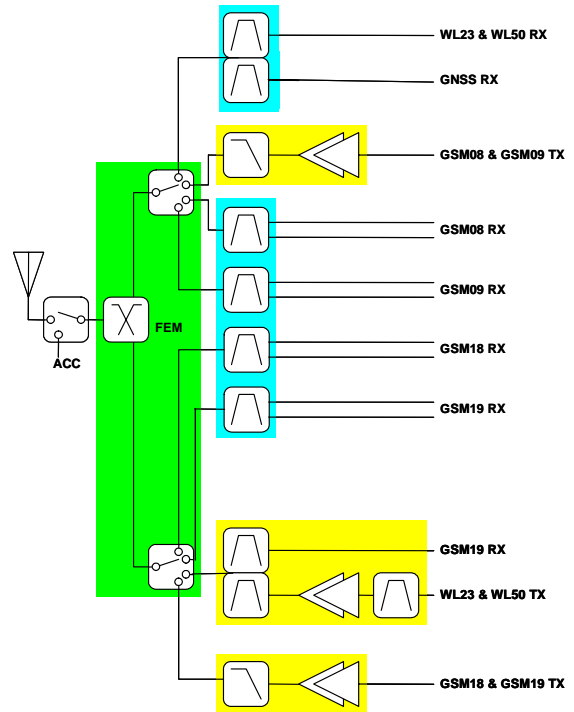 WL23 & WL50 RX
GNSS RX
GSM08 & GSM09 TX
GSM08 RX
GSM09 RX
FEM
GSM18 RX
ACC
GSM19 RX
GSM19 RX
WL23 & WL50 TX
GSM18 & GSM19 TX